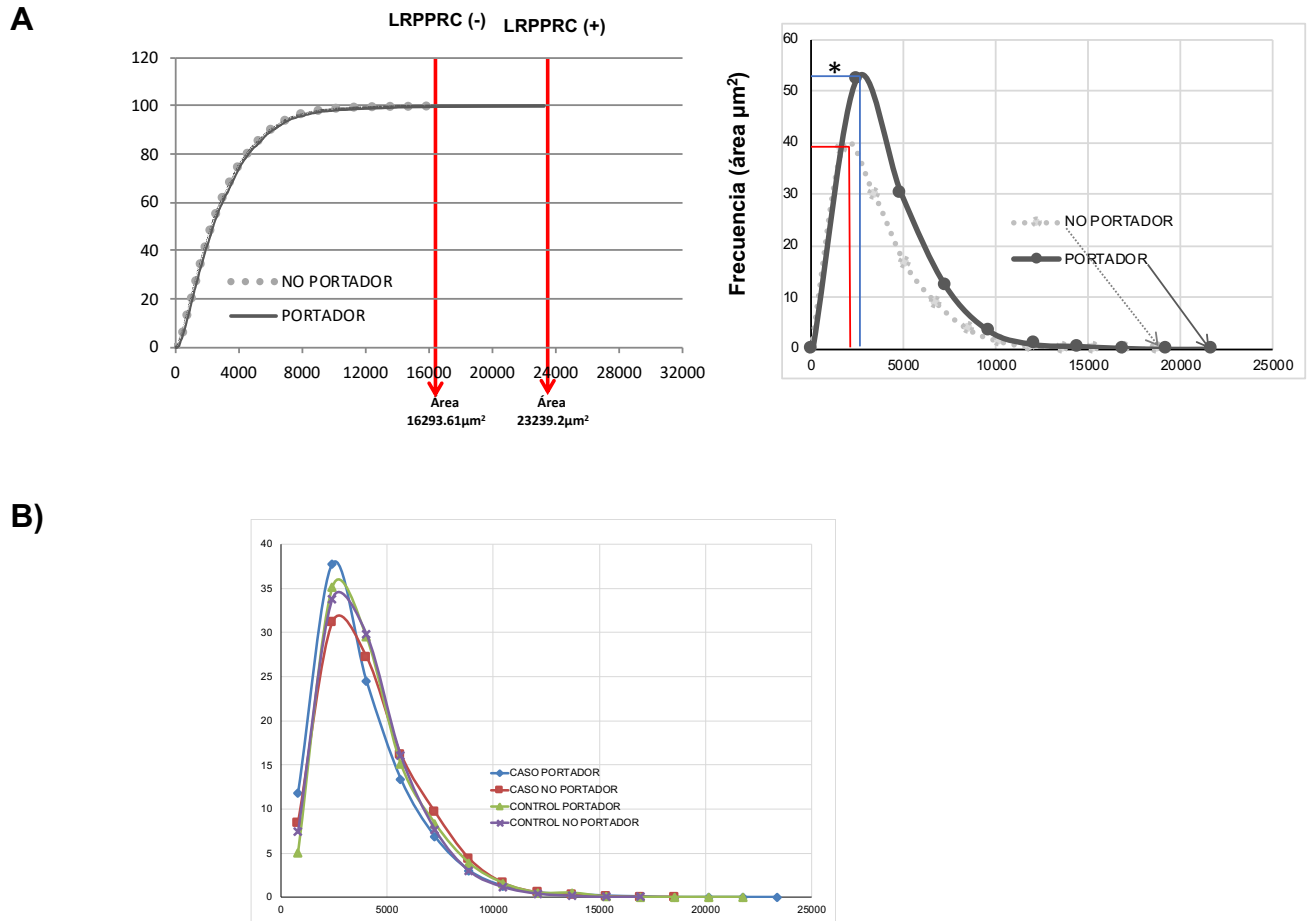 A
LRPPRC (-)
LRPPRC (+)
120
100
80
60
40
20
0
0 4000 8000 12000 16000 20000 24000 28000 32000
NO PORTADOR
PORTADOR
Área
16293.61µm²
Área
23239.2µm²
Frecuencia (área µm²)
60
50
40
30
20
10
0
*
0 5000 10000 15000 20000 25000
NO PORTADOR
PORTADOR
B)
40
35
30
25
20
15
10
5
0
0 5000 10000 15000 20000 25000
CASO PORTADOR
CASO NO PORTADOR
CONTROL PORTADOR
CONTROL NO PORTADOR